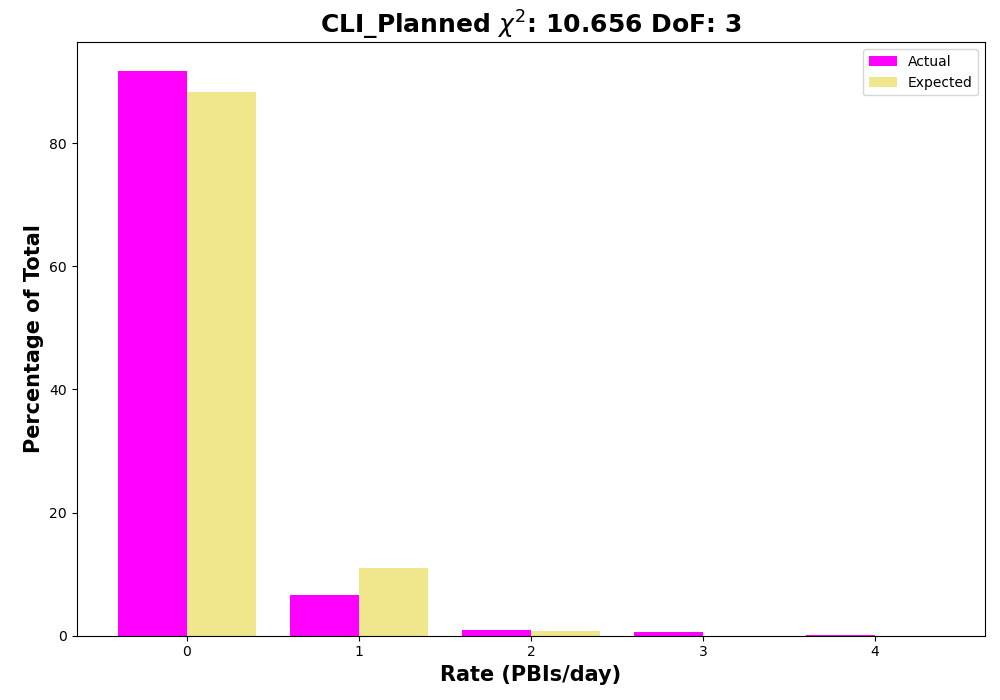 CLI_Planned χ²: 10.656 DoF: 3
Actual
Expected
Percentage of Total
80
60
40
20
0
0 1 2 3 4
Rate (PBIs/day)